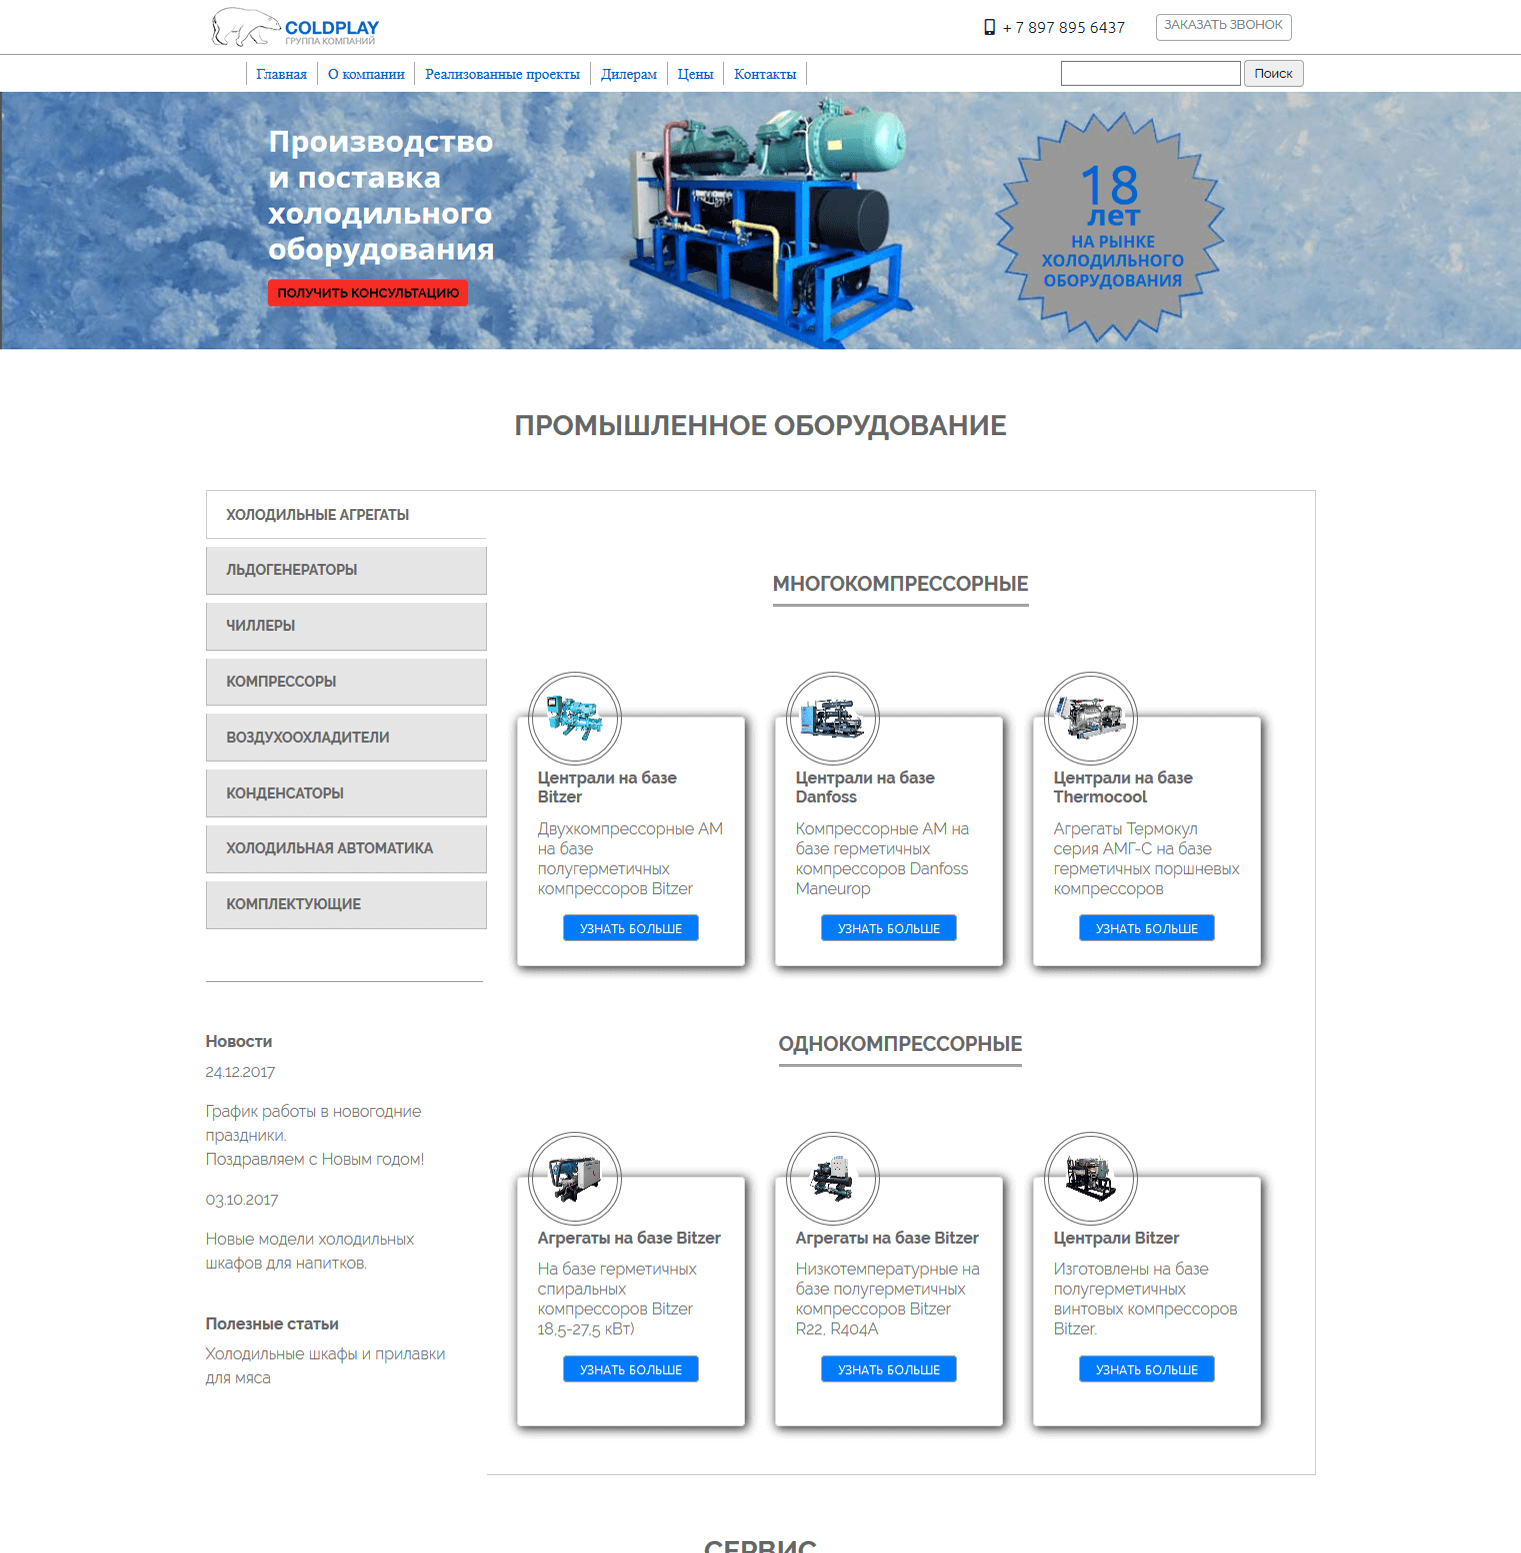 COLDPLAY
ГРУППА КОМПАНИЙ
+ 7 897 895 6437
ЗАКАЗАТЬ ЗВОНОК
Главная
О компании
Реализованные проекты
Дилерам
Цены
Контакты
Поиск
Производство
и поставка
холодильного
оборудования
ПОЛУЧИТЬ КОНСУЛЬТАЦИЮ
18
лет
НА РЫНКЕ
ХОЛОДИЛЬНОГО
ОБОРУДОВАНИЯ
ПРОМЫШЛЕННОЕ ОБОРУДОВАНИЕ
ХОЛОДИЛЬНЫЕ АГРЕГАТЫ
ЛЬДОГЕНЕРАТОРЫ
ЧИЛЛЕРЫ
КОМПРЕССОРЫ
ВОЗДУХООХЛАДИТЕЛИ
КОНДЕНСАТОРЫ
ХОЛОДИЛЬНАЯ АВТОМАТИКА
КОМПЛЕКТУЮЩИЕ
Новости
24.12.2017
График работы в новогодние
праздники.
Поздравляем с Новым годом!
03.10.2017
Новые модели холодильных
шкафов для напитков.
Полезные статьи
Холодильные шкафы и прилавки
для мяса
МНОГОКОМПРЕССОРНЫЕ
Централи на базе
Bitzer
Двухкомпрессорные АМ
на базе
полугерметичных
компрессоров Bitzer
УЗНАТЬ БОЛЬШЕ
Централи на базе
Danfoss
Компрессорные АМ на
базе герметичных
компрессоров Danfoss
Maneurop
УЗНАТЬ БОЛЬШЕ
Централи на базе
Thermocool
Агрегаты Термокул
серия АМГ-С на базе
герметичных поршневых
компрессоров
УЗНАТЬ БОЛЬШЕ
ОДНОКОМПРЕССОРНЫЕ
Агрегаты на базе Bitzer
На базе герметичных
спиральных
компрессоров Bitzer
18,5-27,5 кВт)
УЗНАТЬ БОЛЬШЕ
Агрегаты на базе Bitzer
Низкотемпературные на
базе полугерметичных
компрессоров Bitzer
R22, R404A
УЗНАТЬ БОЛЬШЕ
Централи Bitzer
Изготовлены на базе
полугерметичных
винтовых компрессоров
Bitzer.
УЗНАТЬ БОЛЬШЕ
СЕРВИС